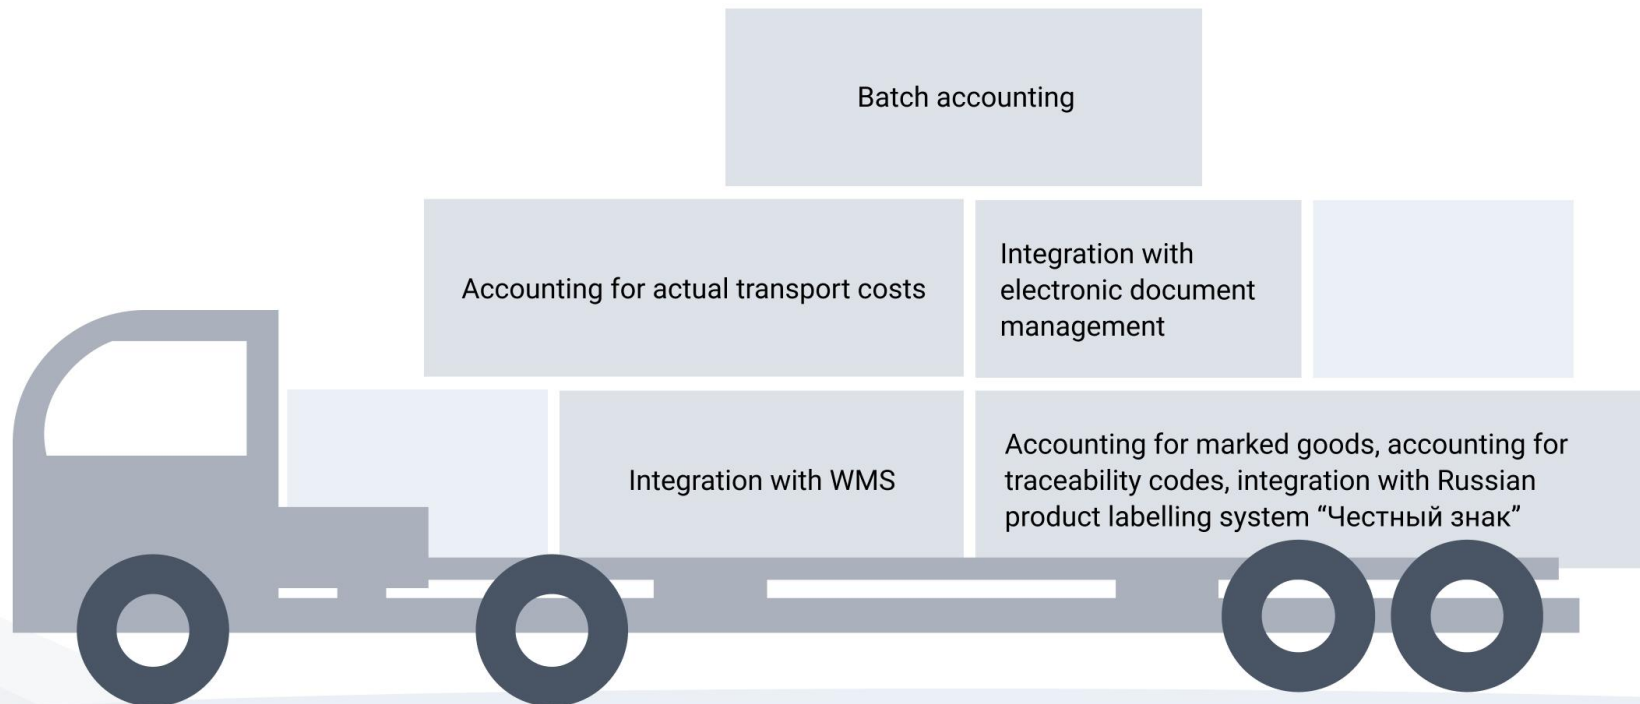 Batch accounting
Accounting for actual transport costs
Integration with
electronic document
management
Integration with WMS
Accounting for marked goods, accounting for
traceability codes, integration with Russian
product labelling system “Честный знак”